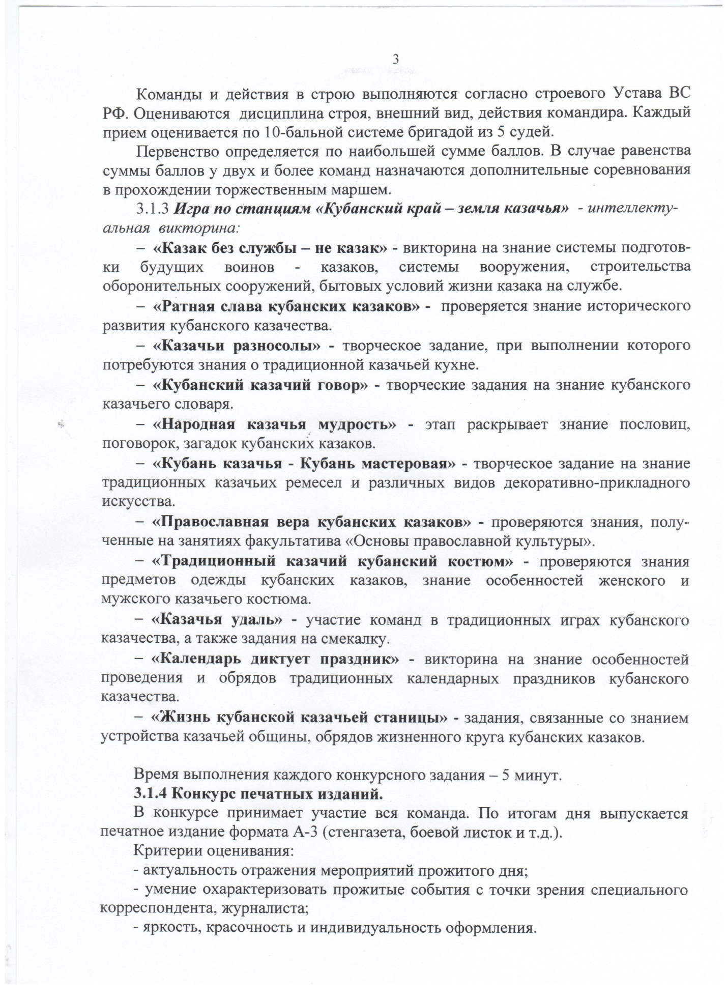 3
Команды и действия в строю выполняются согласно строевого Устава ВС
РФ. Оцениваются дисциплина строя, внешний вид, действия командира. Каждый
прием оценивается по 10-бальной системе бригадой из 5 судей.
Первенство определяется по наибольшей сумме баллов. В случае равенства
суммы баллов у двух и более команд назначаются дополнительные соревнования
в прохождении торжественным маршем.
3.1.3 Игра по станциям «Кубанский край – земля казачья» - интеллекту-
альная викторина:
– «Казак без службы – не казак» - викторина на знание системы подготов-
ки будущих воинов - казаков, системы вооружения, строительства
оборонительных сооружений, бытовых условий жизни казака на службе.
– «Ратная слава кубанских казаков» - проверяется знание исторического
развития кубанского казачества.
– «Казачьи разносолы» - творческое задание, при выполнении которого
потребуются знания о традиционной казачьей кухне.
– «Кубанский казачий говор» - творческие задания на знание кубанского
казачьего словаря.
– «Народная казачья мудрость» - этап раскрывает знание пословиц,
поговорок, загадок кубанских казаков.
– «Кубань казачья - Кубань мастеровая» - творческое задание на знание
традиционных казачьих ремесел и различных видов декоративно-прикладного
искусства.
– «Православная вера кубанских казаков» - проверяются знания, полу-
ченные на занятиях факультатива «Основы православной культуры».
– «Традиционный казачий кубанский костюм» - проверяются знания
предметов одежды кубанских казаков, знание особенностей женского и
мужского казачьего костюма.
– «Казачья удаль» - участие команд в традиционных играх кубанского
казачества, а также задания на смекалку.
– «Календарь диктует праздник» - викторина на знание особенностей
проведения и обрядов традиционных календарных праздников кубанского
казачества.
– «Жизнь кубанской казачьей станицы» - задания, связанные со знанием
устройства казачьей общины, обрядов жизненного круга кубанских казаков.
Время выполнения каждого конкурсного задания – 5 минут.
3.1.4 Конкурс печатных изданий.
В конкурсе принимает участие вся команда. По итогам дня выпускается
печатное издание формата А-3 (стенгазета, боевой листок и т.д.).
Критерии оценивания:
- актуальность отражения мероприятий прожитого дня;
- умение охарактеризовать прожитые события с точки зрения специального
корреспондента, журналиста;
- яркость, красочность и индивидуальность оформления.